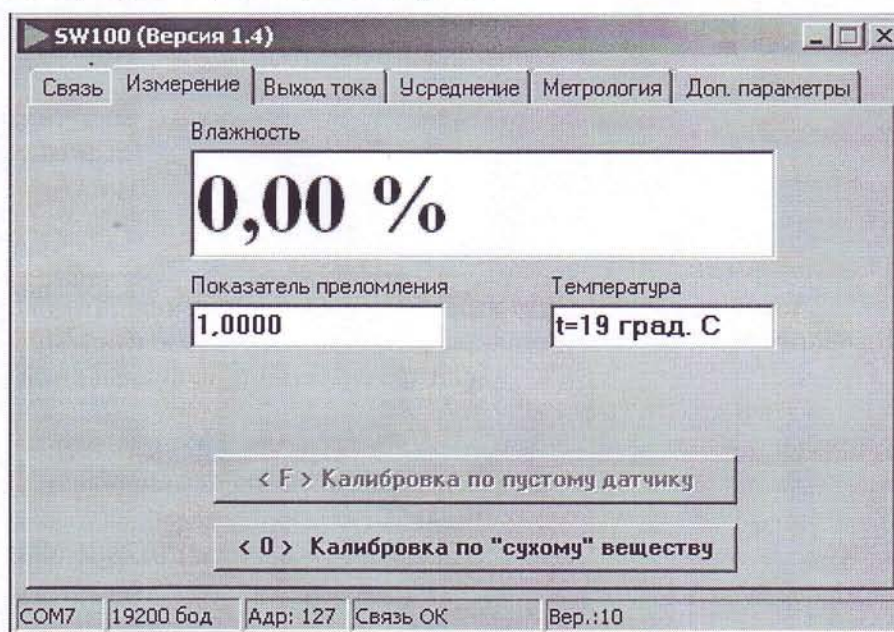 SW100 (Версия 1.4)
Связь Измерение Выход тока Усреднение Метрология Доп. параметры
Влажность
0,00 %
Показатель преломления Температура
1,0000 t=19 град. С
< F > Калибровка по пустому датчику
< 0 > Калибровка по "сухому" веществу
COM7 19200 бод Адр: 127 Связь ОК Вер.:10